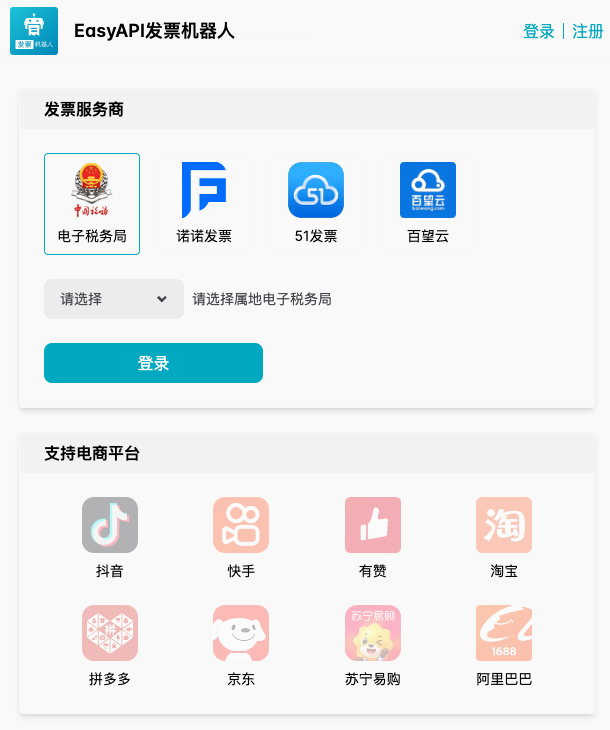 发票 机器人
EasyAPI发票机器人
登录 | 注册
发票服务商
中国税务
51
百望云
baiwang.com
电子税务局
诺诺发票
51发票
百望云
请选择
请选择属地电子税务局
登录
支持电商平台
淘
抖音
快手
有赞
淘宝
拼
苏宁易购
1688
拼多多
京东
苏宁易购
阿里巴巴